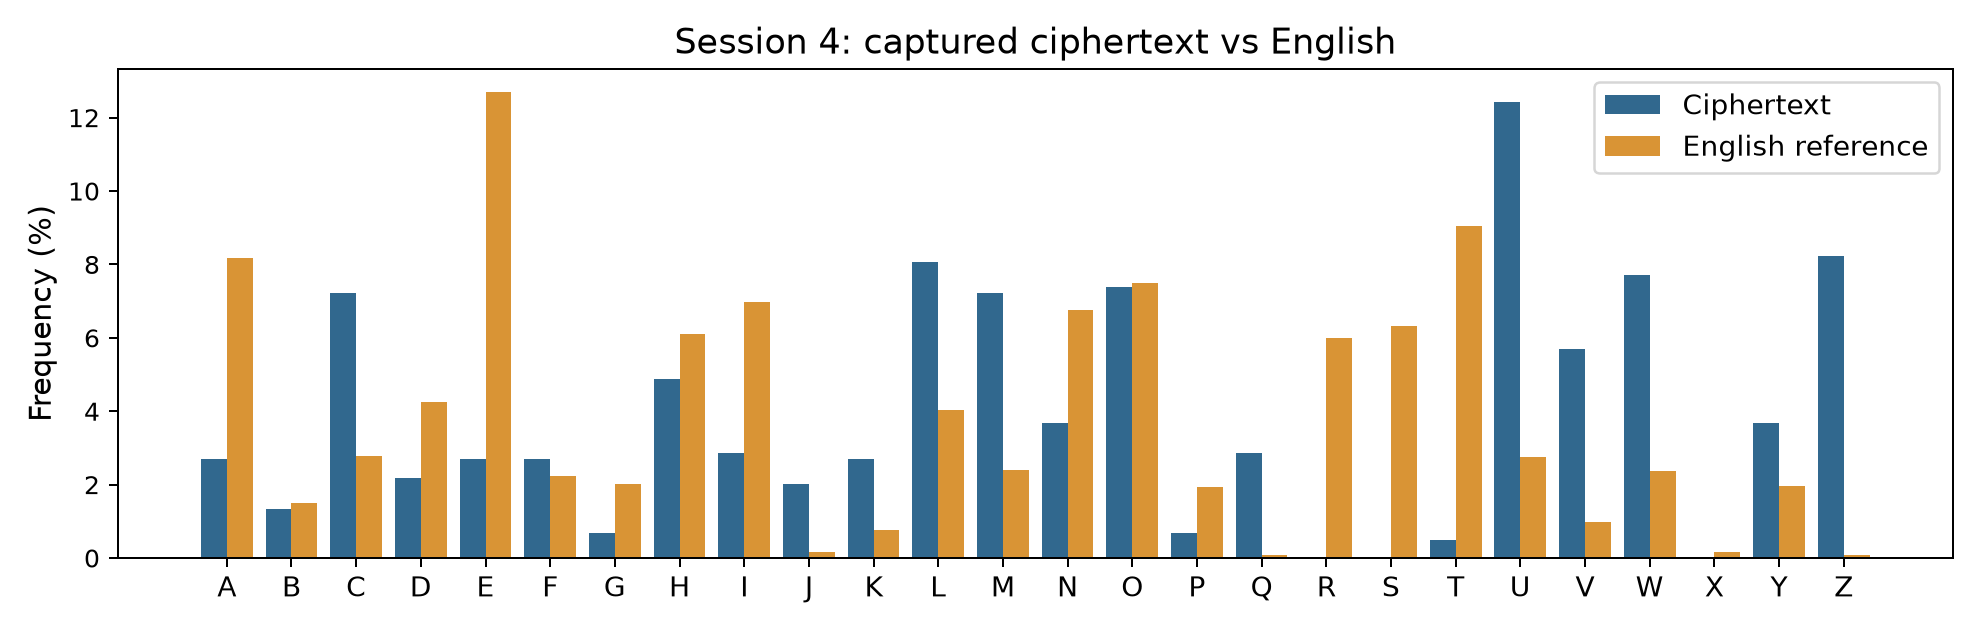 Session 4: captured ciphertext vs English
Ciphertext
English reference
Frequency (%)
12
10
8
6
4
2
0
A B C D E F G H I J K L M N O P Q R S T U V W X Y Z